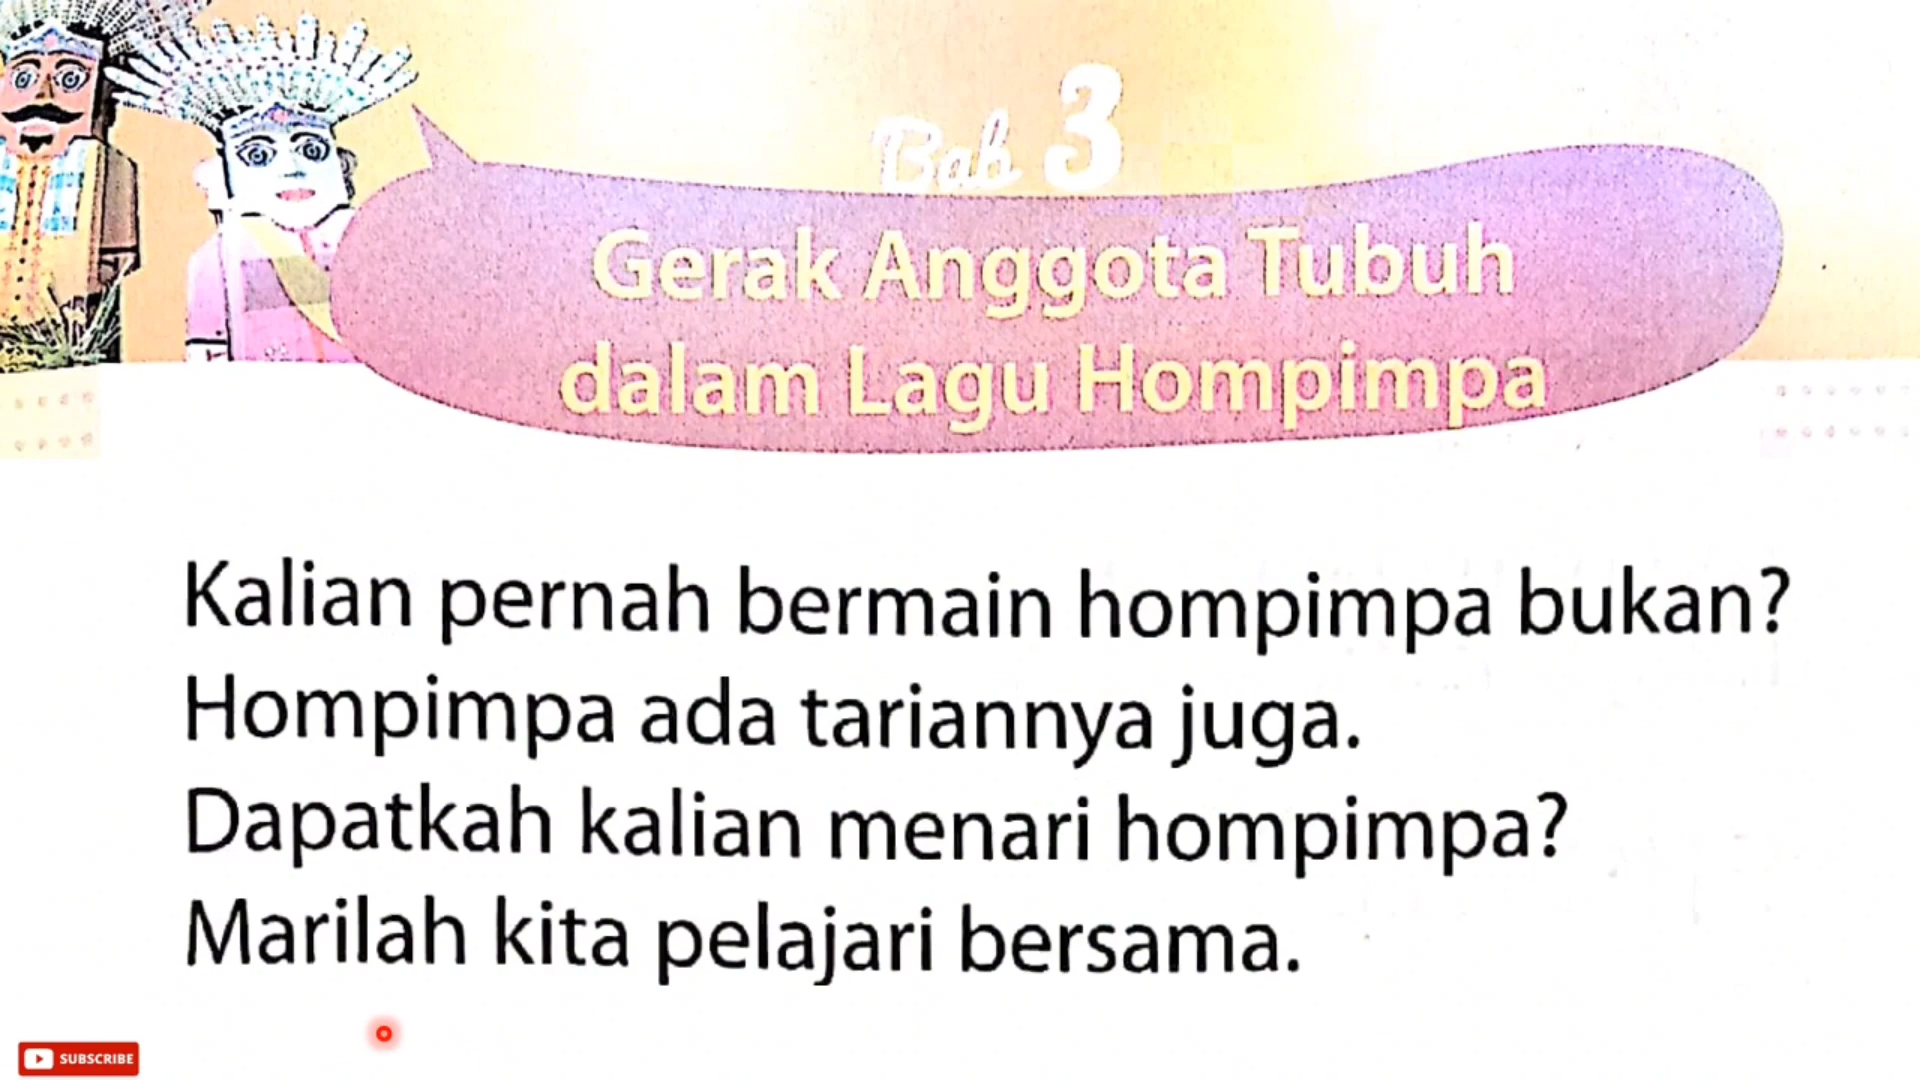 Bab 3
Gerak Anggota Tubuh
dalam Lagu Hompimpa
Kalian pernah bermain hompimpa bukan?
Hompimpa ada tariannya juga.
Dapatkah kalian menari hompimpa?
Marilah kita pelajari bersama.
SUBSCRIBE